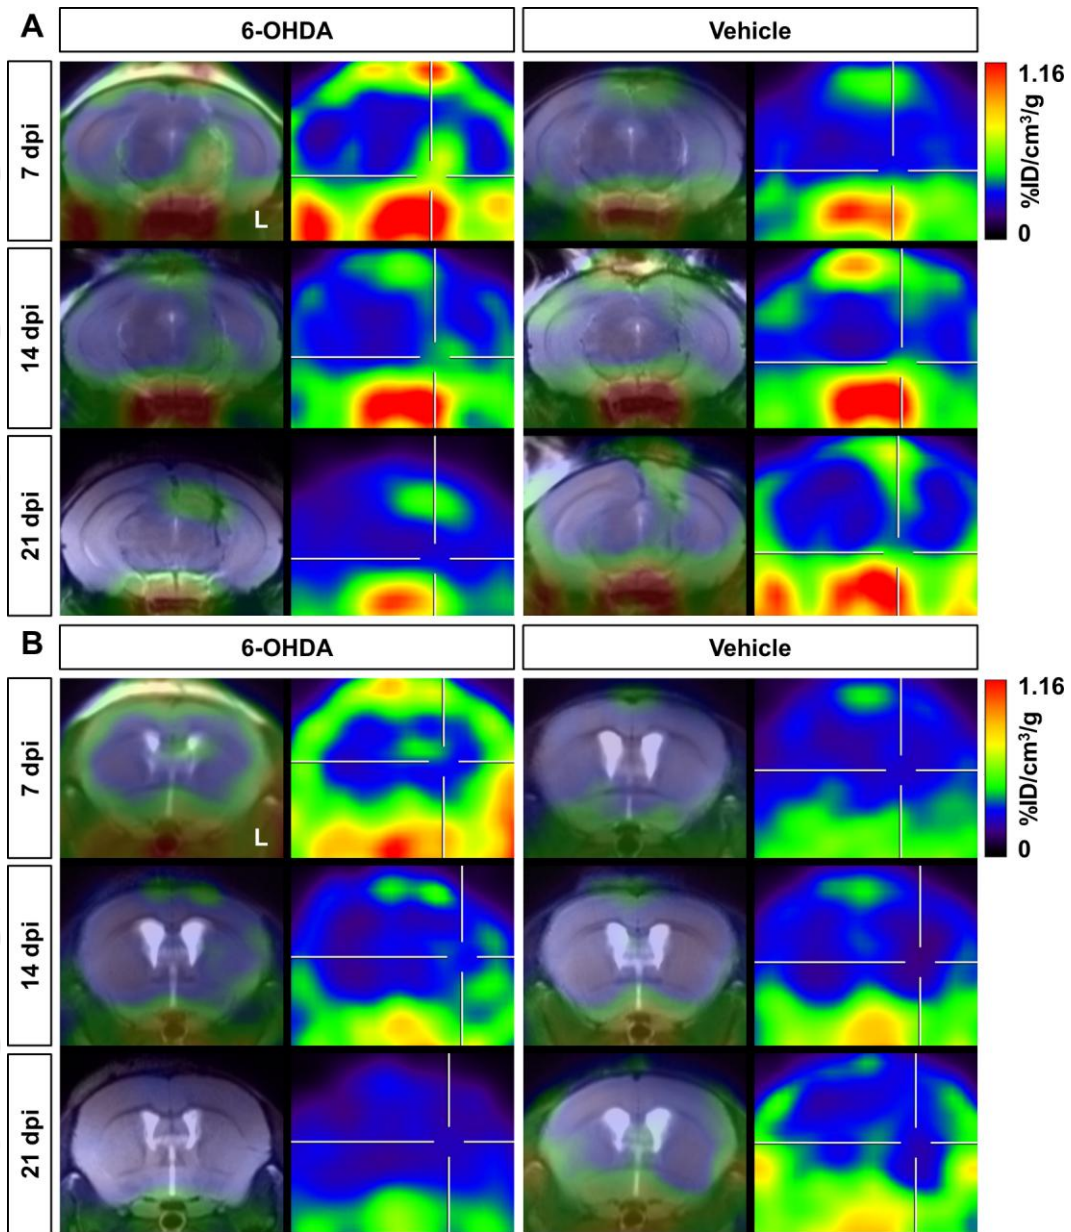 A
6-OHDA
Vehicle
7 dpi
L
1.16
%ID/cm³/g
0
14 dpi
21 dpi
B
6-OHDA
Vehicle
7 dpi
L
1.16
%ID/cm³/g
0
14 dpi
21 dpi